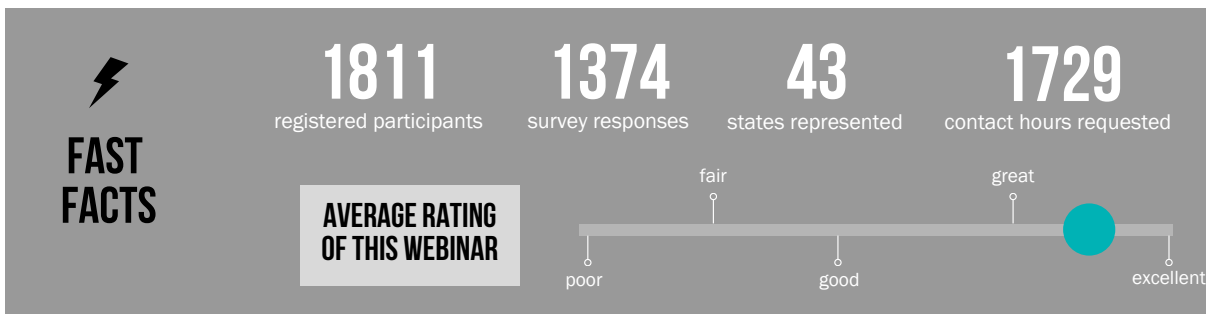 FAST
FACTS
1811
registered participants
1374
survey responses
43
states represented
1729
contact hours requested
AVERAGE RATING
OF THIS WEBINAR
poor
fair
good
great
excellent